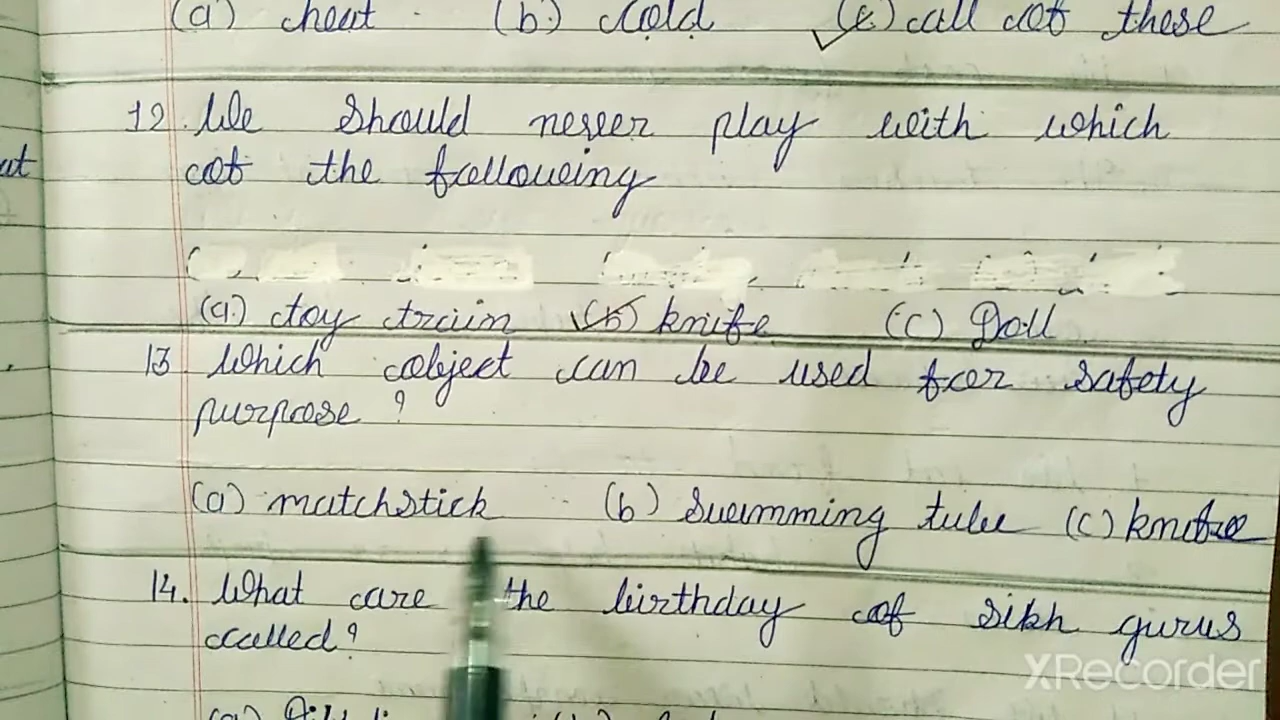 (a) heat (b) Cold (c) all of these
12. We should never play with which
of the following
(a) toy train (b) knife (c) Doll
13. Which object can be used for safety
purpose?
(a) matchstick (b) Swimming tube (c) knife
14. What are the birthday of sikh gurus
called?
XRecorder